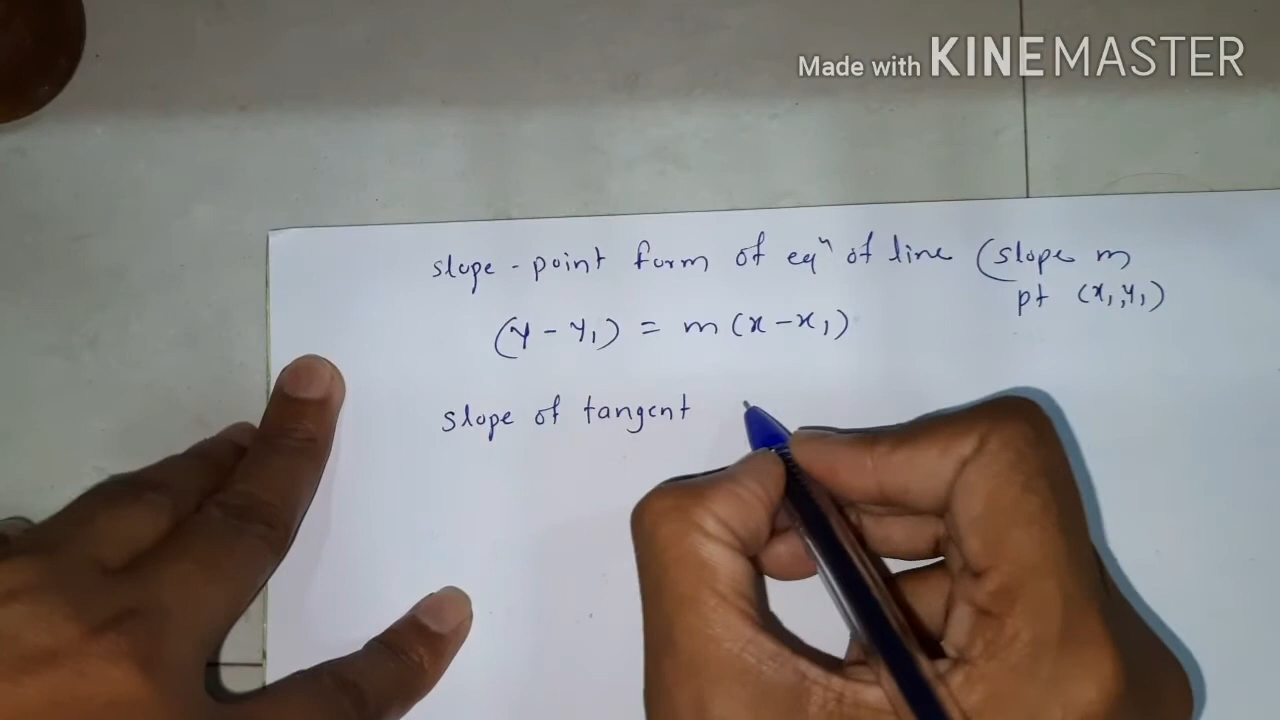 Made with KINEMASTER
slope - point form of eqⁿ of line (slope m
pt (x₁, y₁)
(y - y₁) = m (x - x₁)
slope of tangent